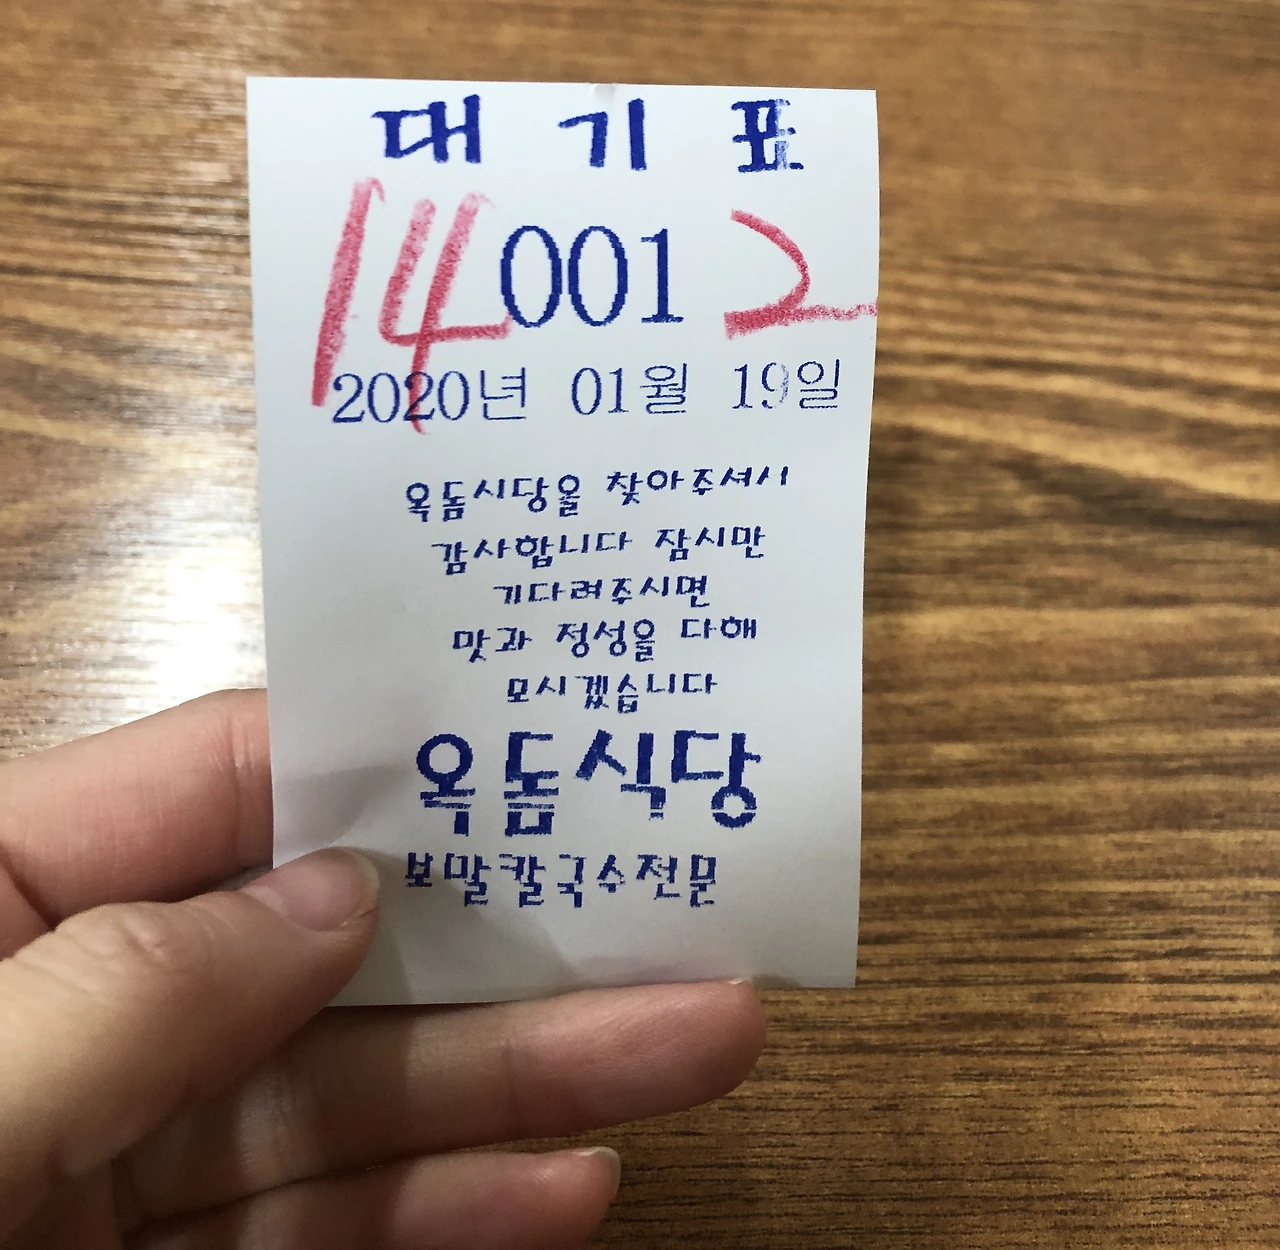 대 기 표
14 001 2
2020년 01월 19일
옥돔식당을 찾아주셔서
감사합니다 잠시만
기다려주시면
맛과 정성을 다해
모시겠습니다
옥돔식당
보말칼국수전문